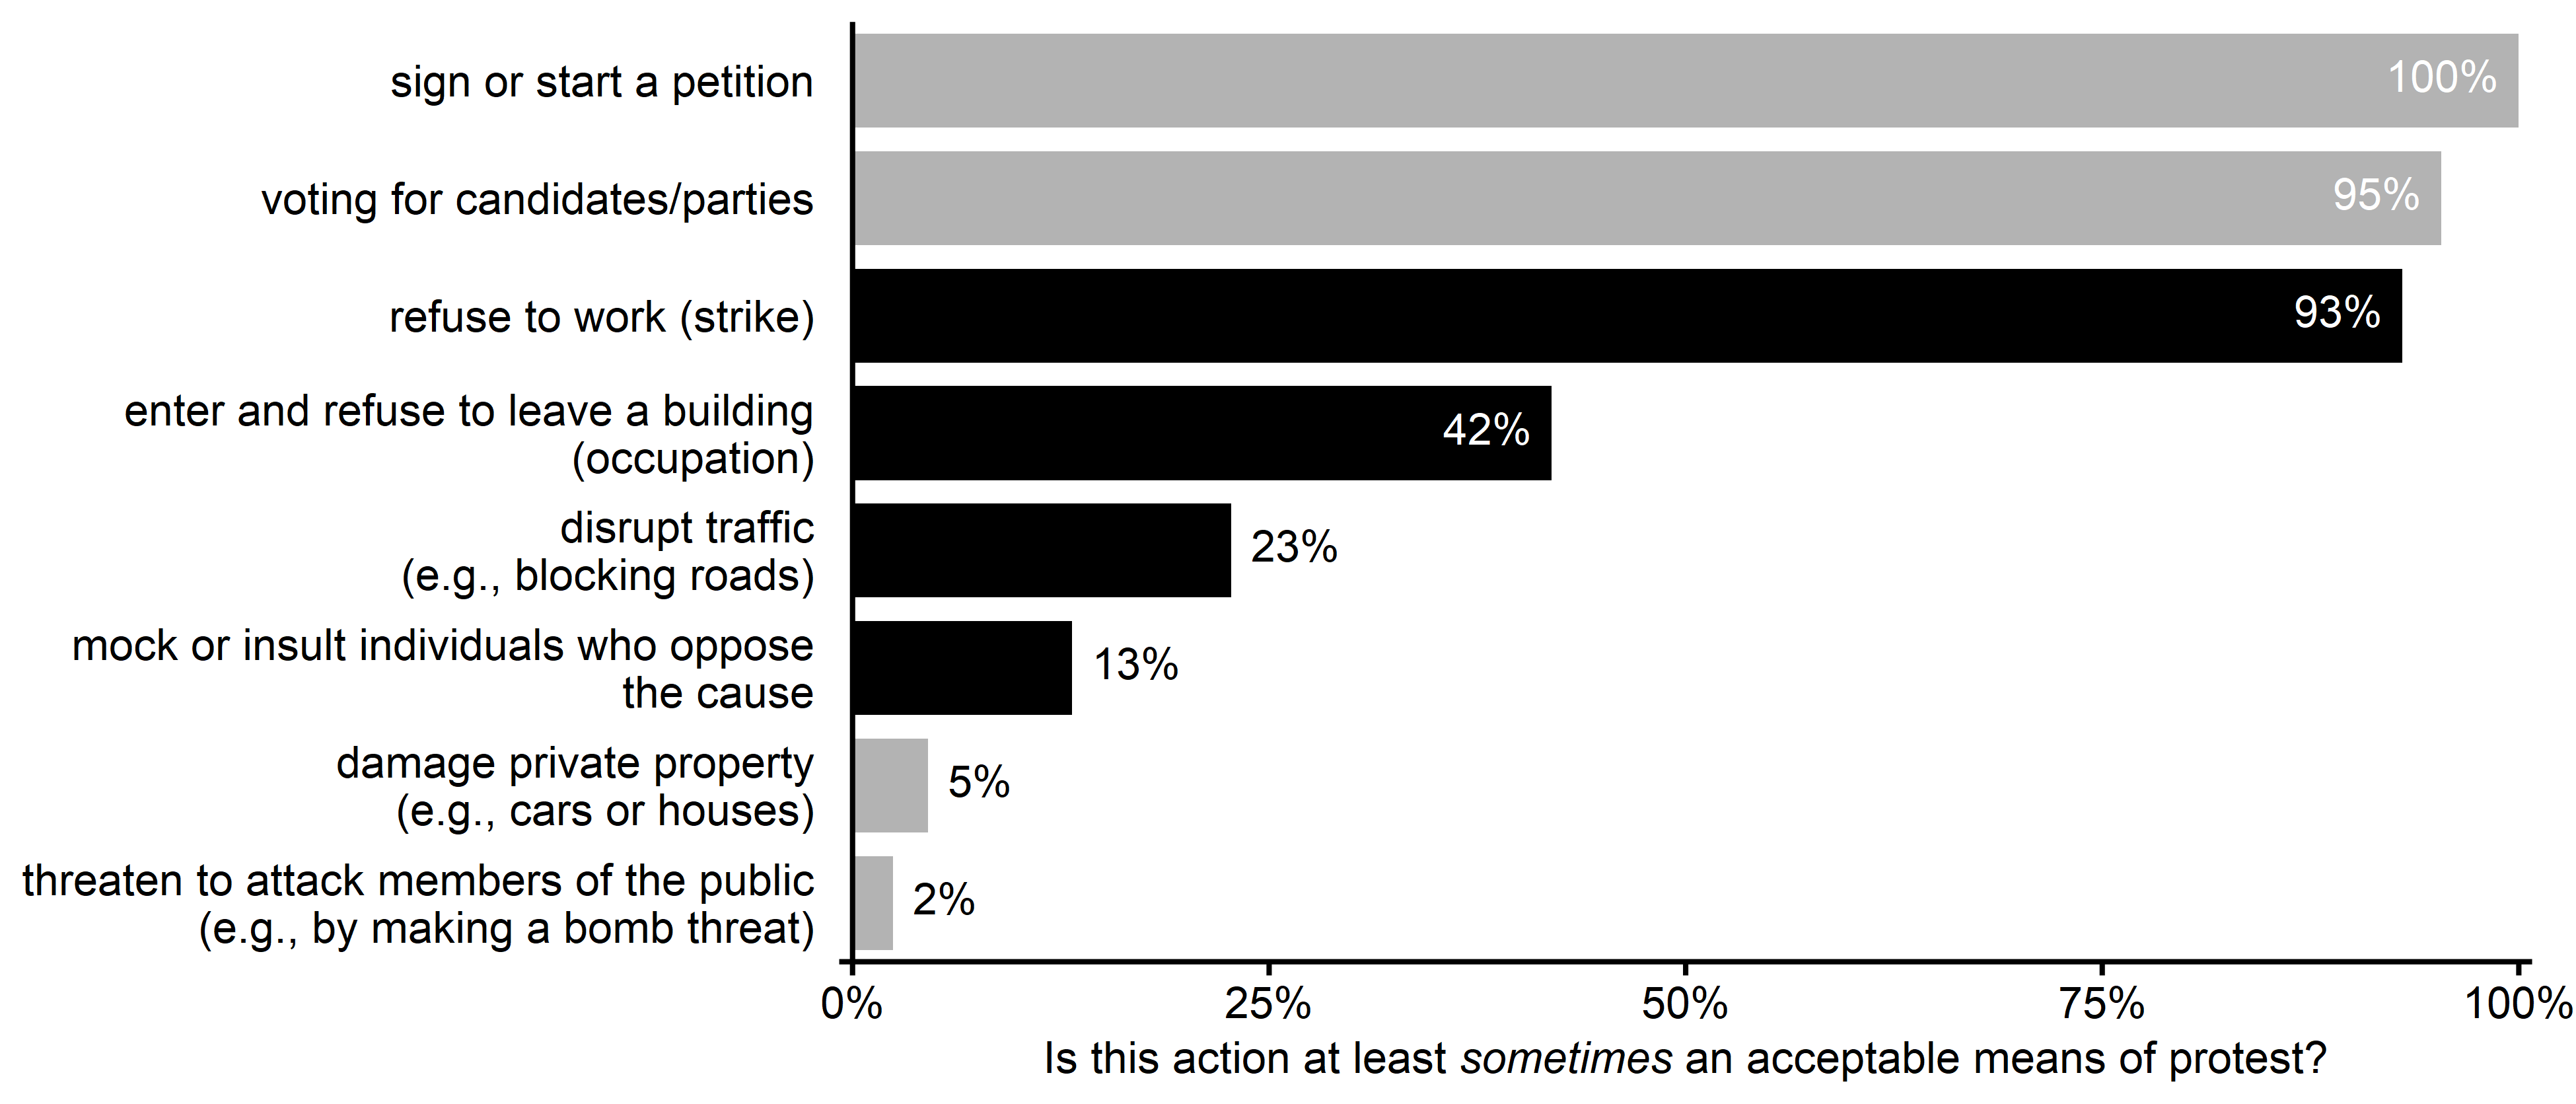 sign or start a petition
100%
voting for candidates/parties
95%
refuse to work (strike)
93%
enter and refuse to leave a building
(occupation)
42%
disrupt traffic
(e.g., blocking roads)
23%
mock or insult individuals who oppose
the cause
13%
damage private property
(e.g., cars or houses)
5%
threaten to attack members of the public
(e.g., by making a bomb threat)
2%
0% 25% 50% 75% 100%
Is this action at least sometimes an acceptable means of protest?